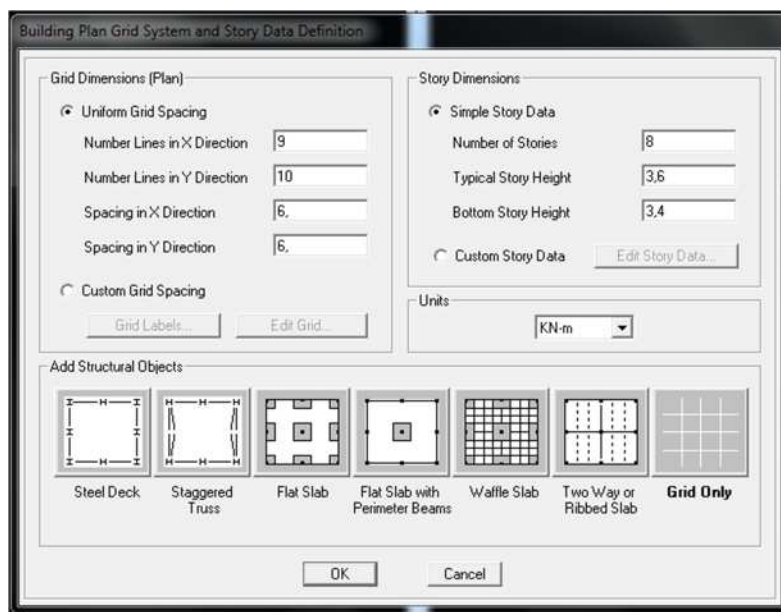 Building Plan Grid System and Story Data Definition
Grid Dimensions (Plan)
Uniform Grid Spacing
Number Lines in X Direction 9
Number Lines in Y Direction 10
Spacing in X Direction 6,
Spacing in Y Direction 6,
Custom Grid Spacing
Grid Labels... Edit Grid...
Story Dimensions
Simple Story Data
Number of Stories 8
Typical Story Height 3,6
Bottom Story Height 3,4
Custom Story Data Edit Story Data...
Units
KN-m
Add Structural Objects
Steel Deck
Staggered
Truss
Flat Slab
Flat Slab with
Perimeter Beams
Waffle Slab
Two Way or
Ribbed Slab
Grid Only
OK Cancel